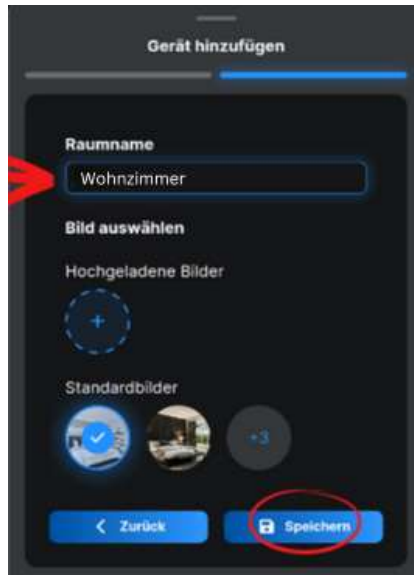 Gerät hinzufügen
Raumname
Wohnzimmer
Bild auswählen
Hochgeladene Bilder
+
Standardbilder
+3
Zurück Speichern